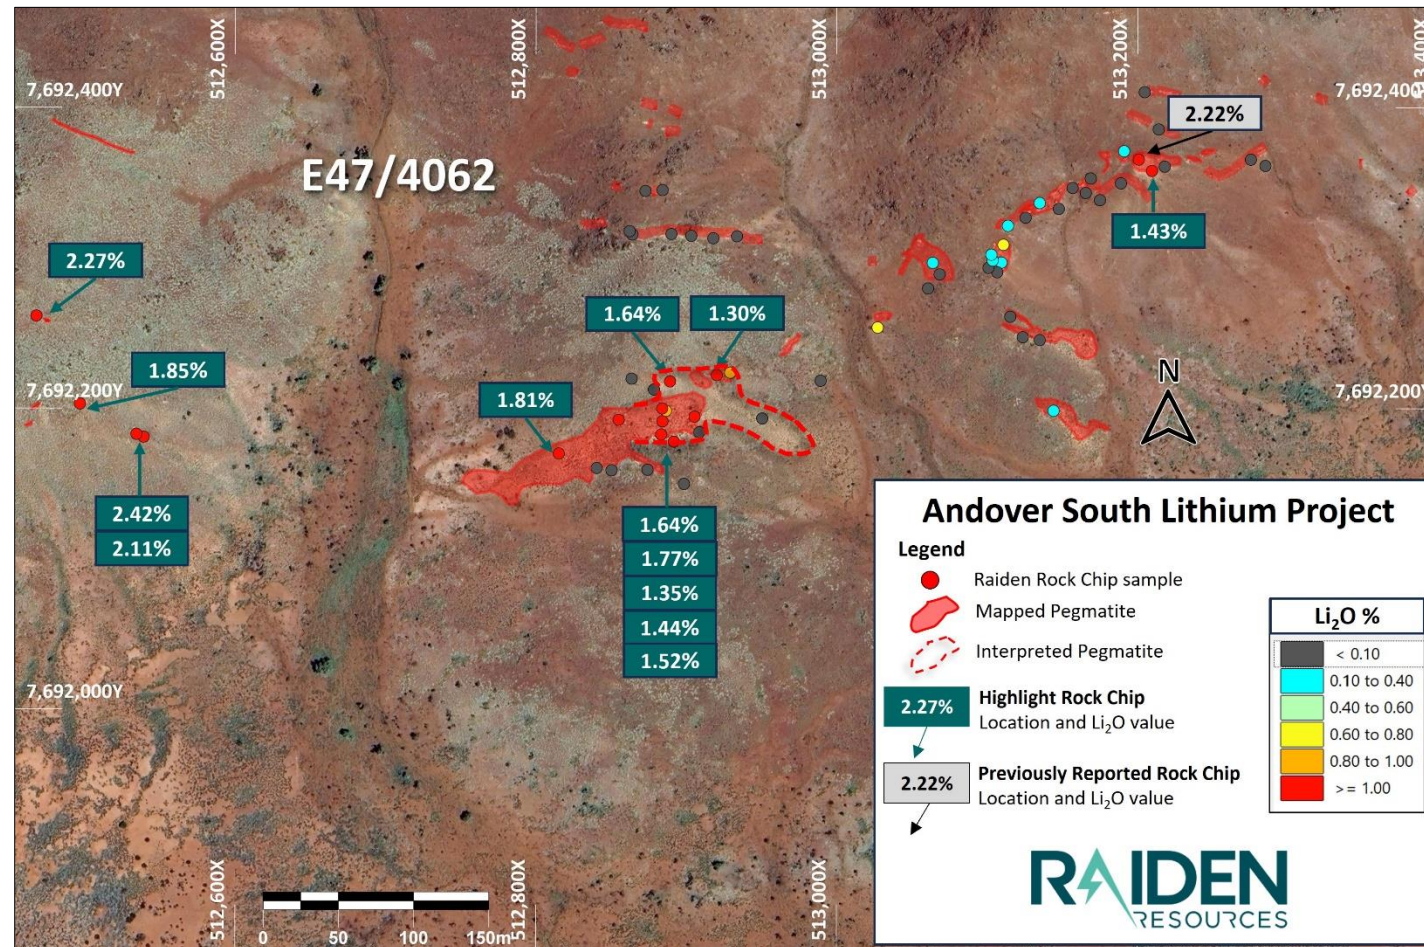 512,600X
512,800X
513,000X
513,200X
513,400X
7,692,400Y
7,692,400Y
E47/4062
2.22%
1.43%
2.27%
1.64%
1.30%
1.85%
7,692,200Y
7,692,200Y
1.81%
2.42%
2.11%
1.64%
1.77%
1.35%
1.44%
1.52%
N
7,692,000Y
512,600X
512,800X
513,000X
0
50
100
150m
Andover South Lithium Project
Legend
Raiden Rock Chip sample
Mapped Pegmatite
Interpreted Pegmatite
2.27%
Highlight Rock Chip
Location and Li₂O value
2.22%
Previously Reported Rock Chip
Location and Li₂O value
Li₂O %
< 0.10
0.10 to 0.40
0.40 to 0.60
0.60 to 0.80
0.80 to 1.00
>= 1.00
RAIDEN
RESOURCES